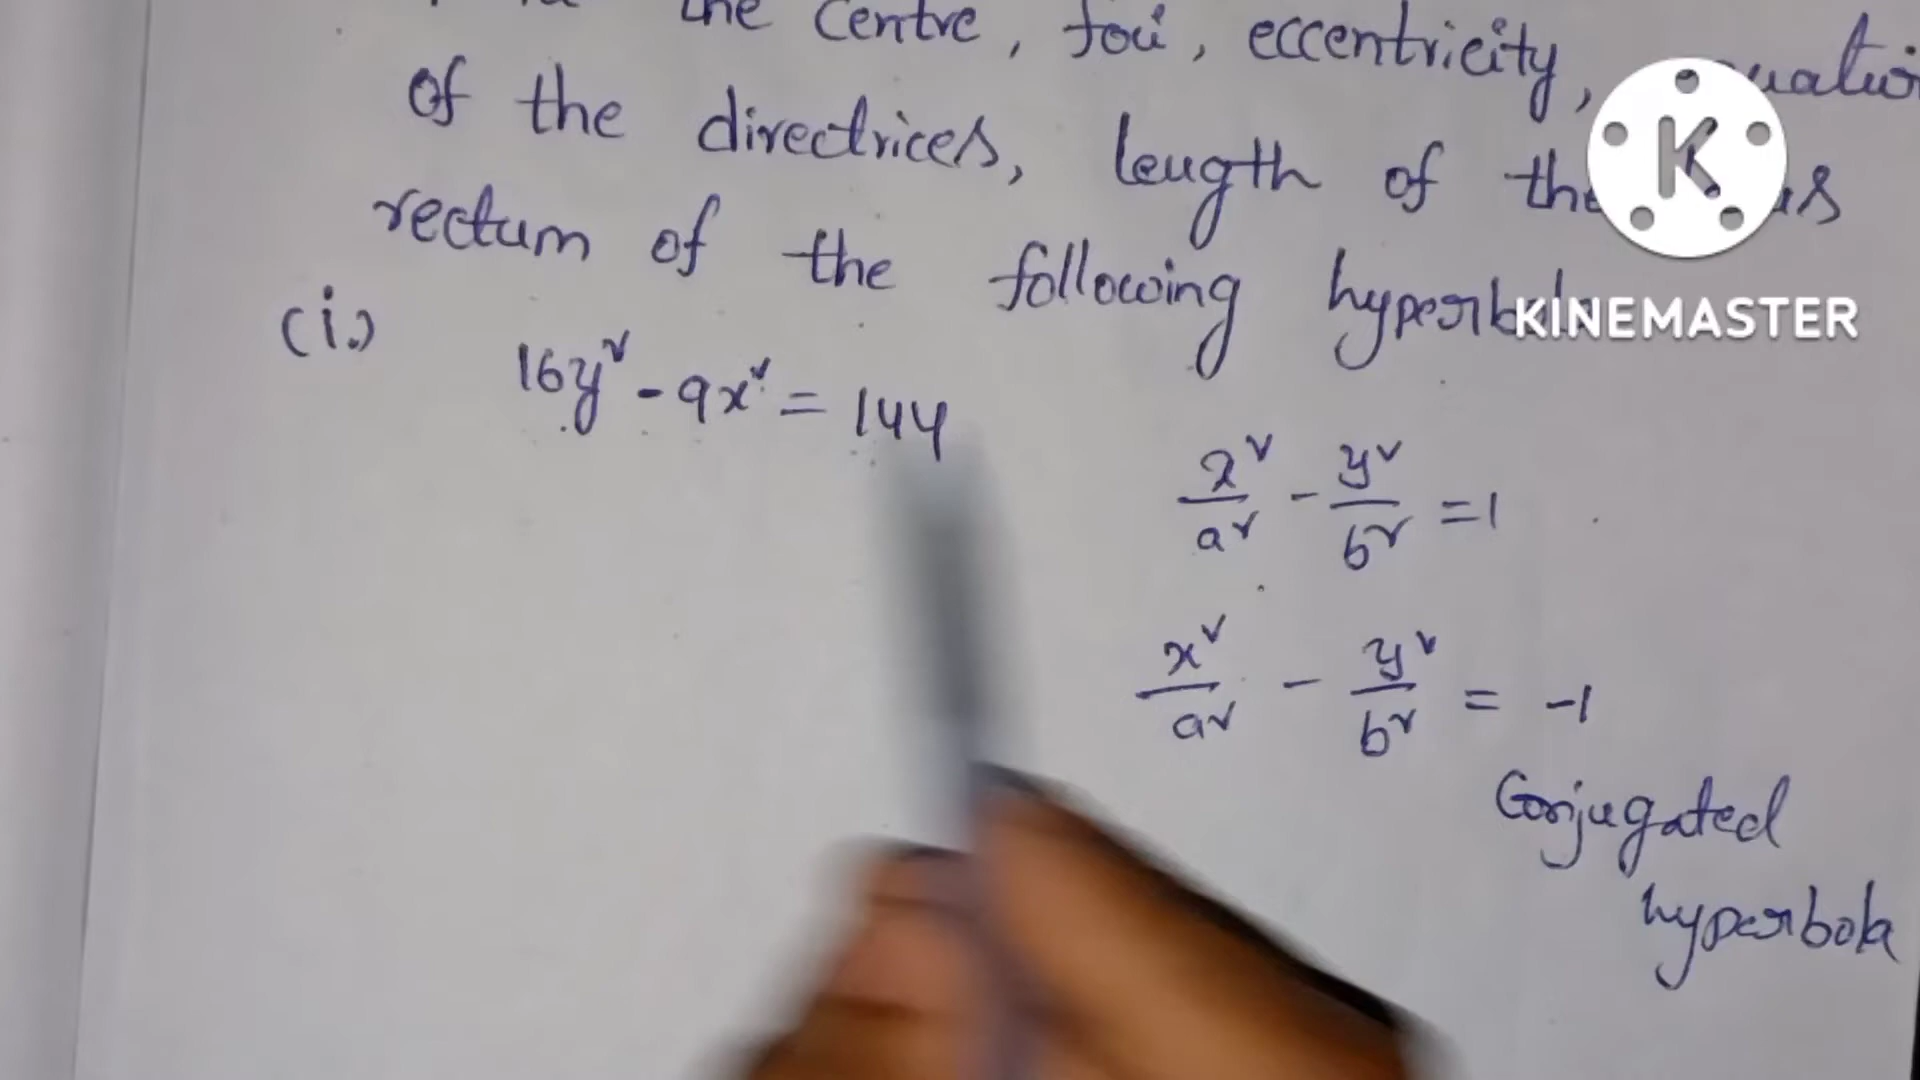 the Centre, foci, eccentricity,
of the directrices, length of the
rectum of the following
KINEMASTER
(i.) 16y² - 9x² = 144
x²/a² - y²/b² = 1
x²/a² - y²/b² = -1
Conjugated
hyperbola